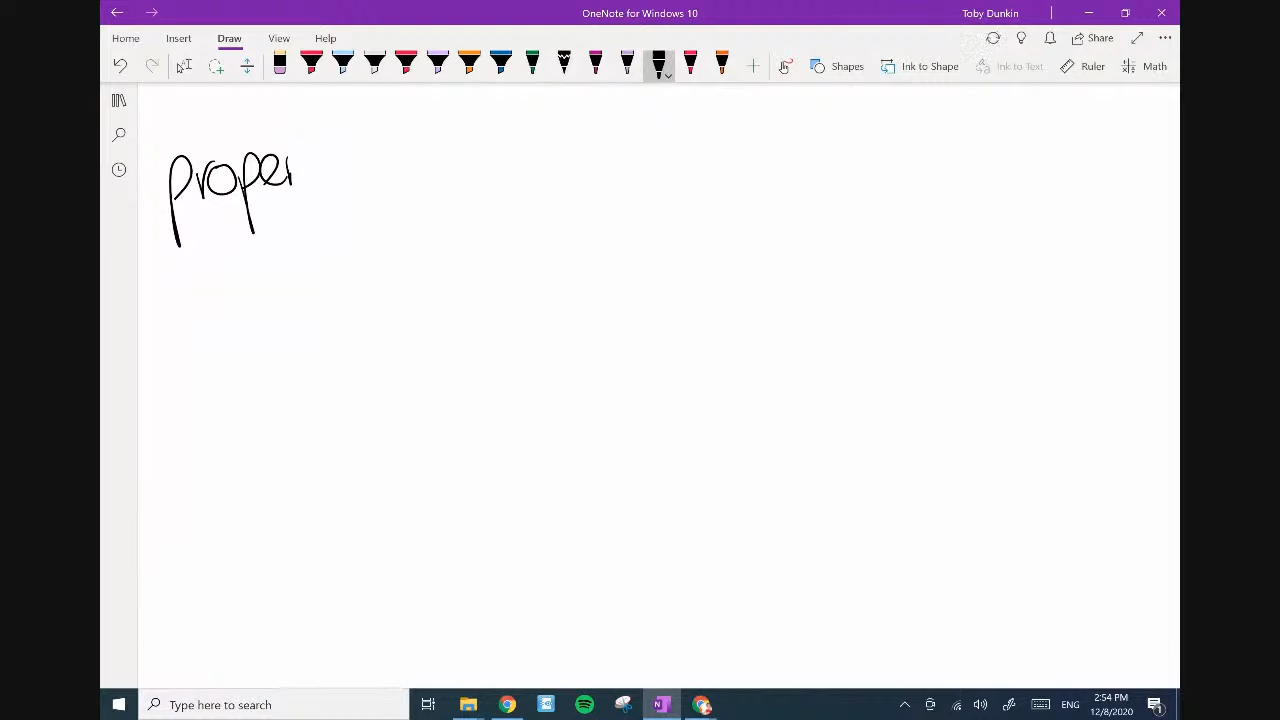 OneNote for Windows 10
Toby Dunkin
Home
Insert
Draw
View
Help
Share
Shapes
Ink to Shape
Ink to Text
Ruler
Math
proper
Type here to search
ENG
2:54 PM
12/8/2020
1